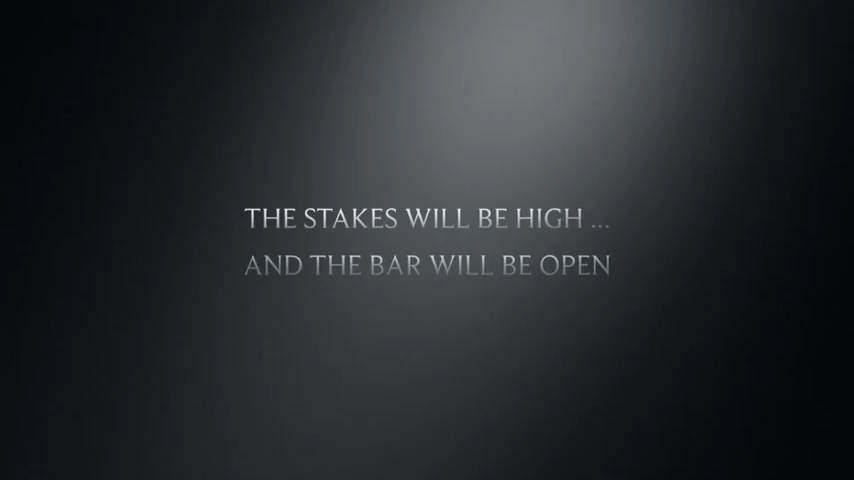 THE STAKES WILL BE HIGH ...
AND THE BAR WILL BE OPEN